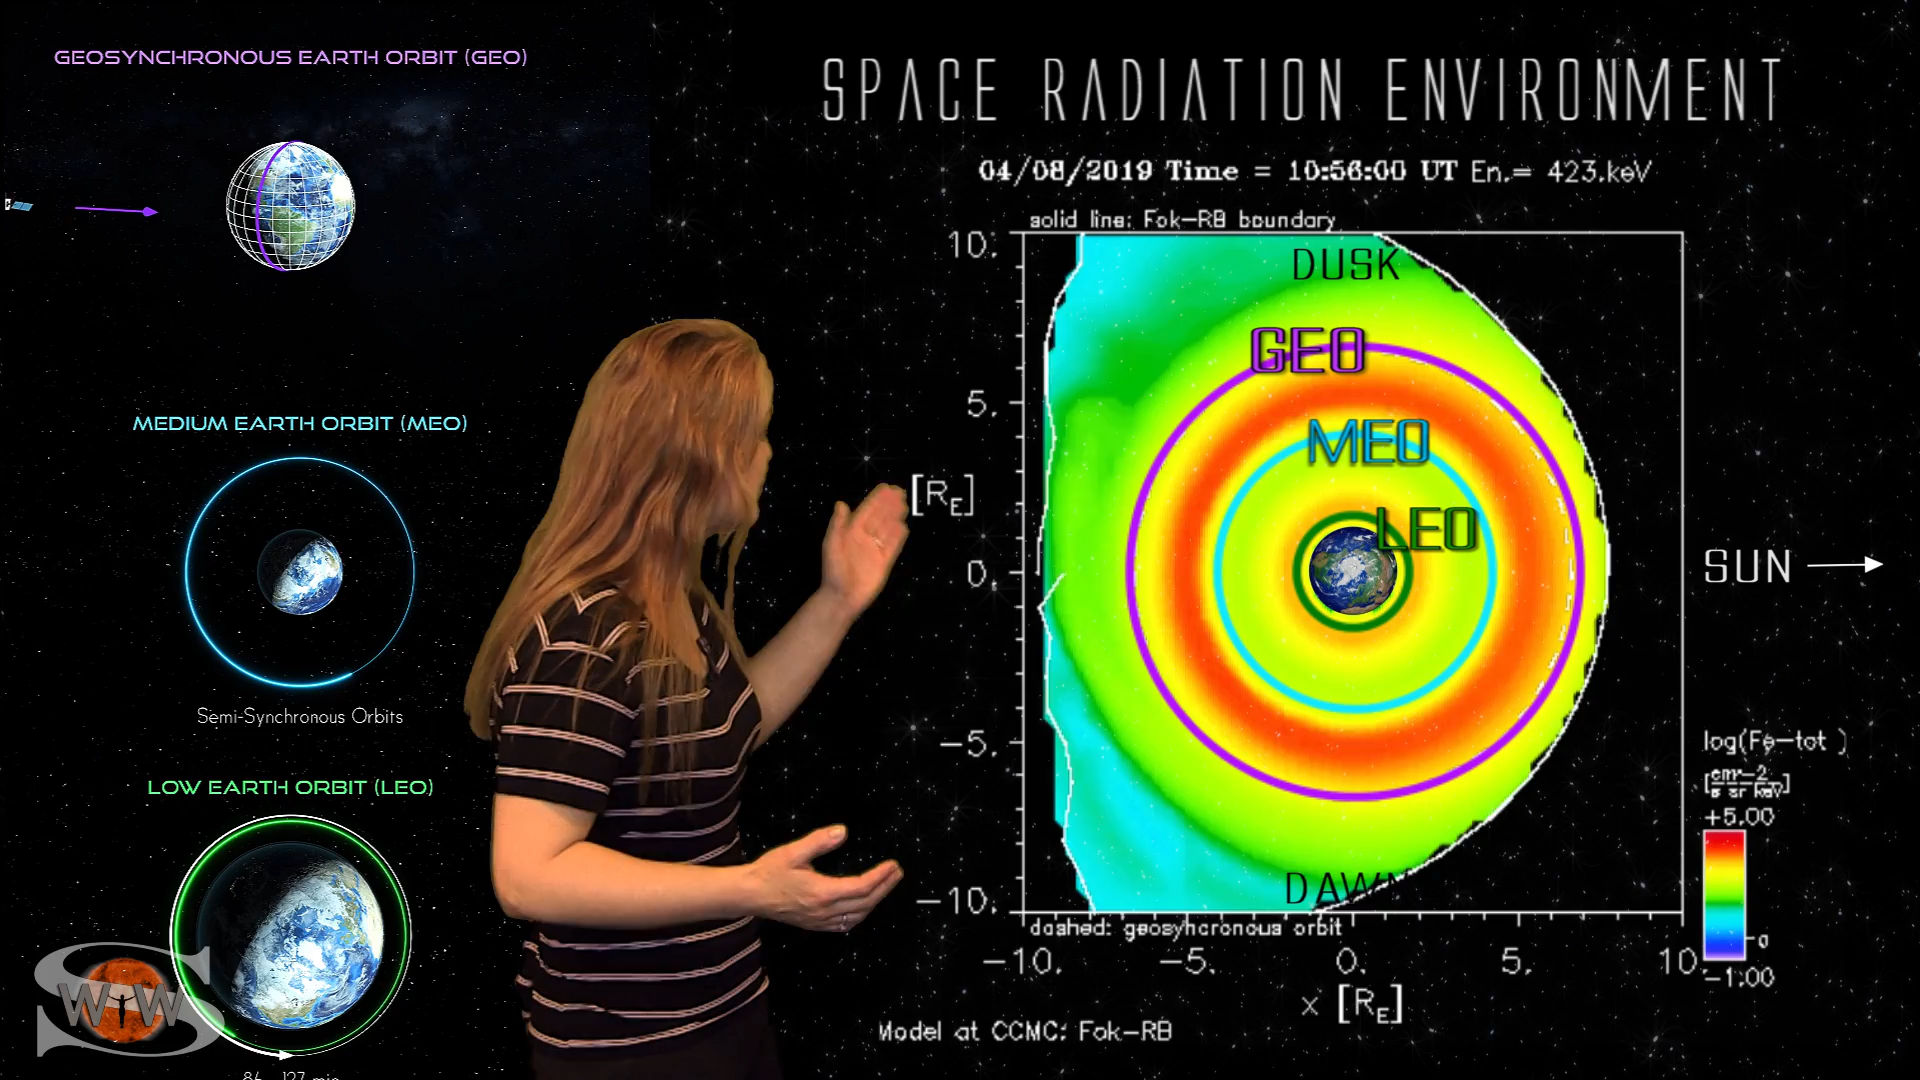 GEOSYNCHRONOUS EARTH ORBIT (GEO)
MEDIUM EARTH ORBIT (MEO)
Semi-Synchronous Orbits
LOW EARTH ORBIT (LEO)
SWTW
SPACE RADIATION ENVIRONMENT
04/08/2019 Time = 10:56:00 UT En.= 423.keV
solid line: Fok-RB boundary
10.
DUSK
GEO
5.
MEO
[RE]
LEO
0.
SUN
-5.
log(Fe-tot )
+5.00
DAWN
-10.
0
dashed: geosyhcronous orbit
-10. -5. 0. 5. 10.
-1.00
x [RE]
Model at CCMC: Fok-RB